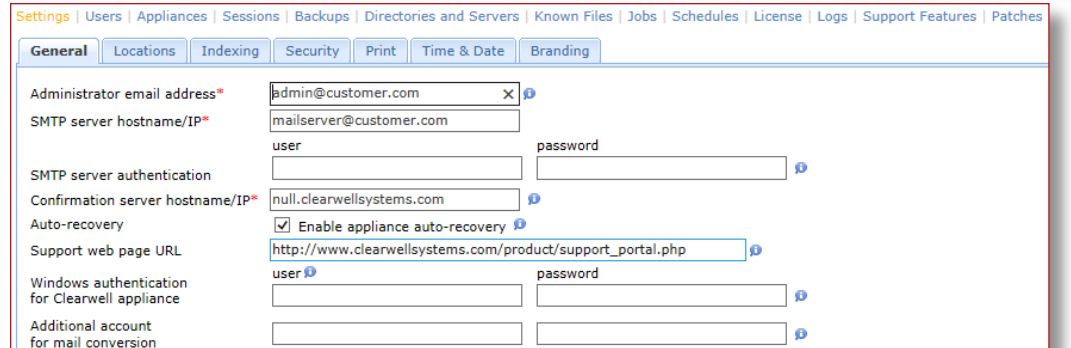 Settings | Users | Appliances | Sessions | Backups | Directories and Servers | Known Files | Jobs | Schedules | License | Logs | Support Features | Patches
General Locations Indexing Security Print Time & Date Branding
Administrator email address* admin@customer.com
SMTP server hostname/IP* mailserver@customer.com
user password
SMTP server authentication
Confirmation server hostname/IP* null.clearwellsystems.com
Auto-recovery Enable appliance auto-recovery
Support web page URL http://www.clearwellsystems.com/product/support_portal.php
user password
Windows authentication
for Clearwell appliance
Additional account
for mail conversion